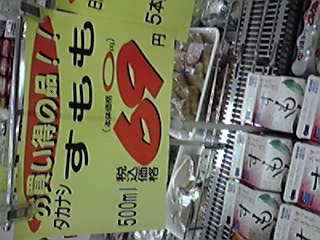 お買い得の品!!
タカナシ
すもも
500ml
5本
(本体価格
69
円
税込
価格
すもも
すもも
すもも